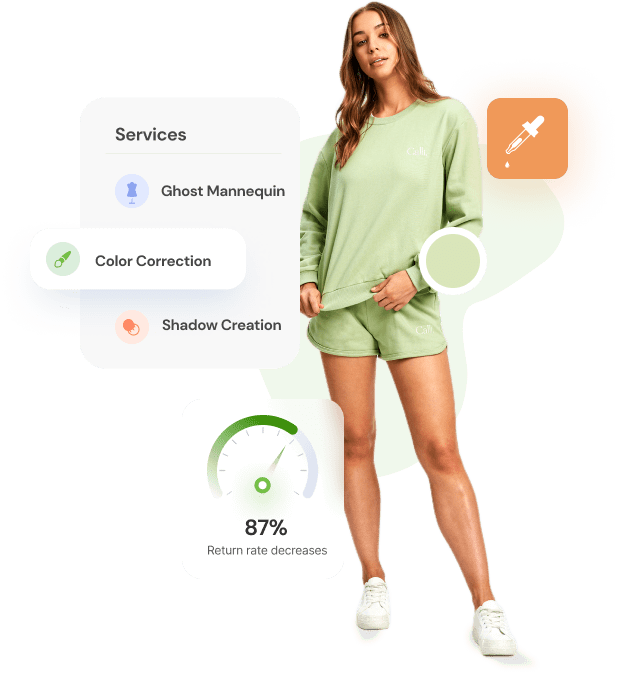 Services
Ghost Mannequin
Color Correction
Shadow Creation
87%
Return rate decreases